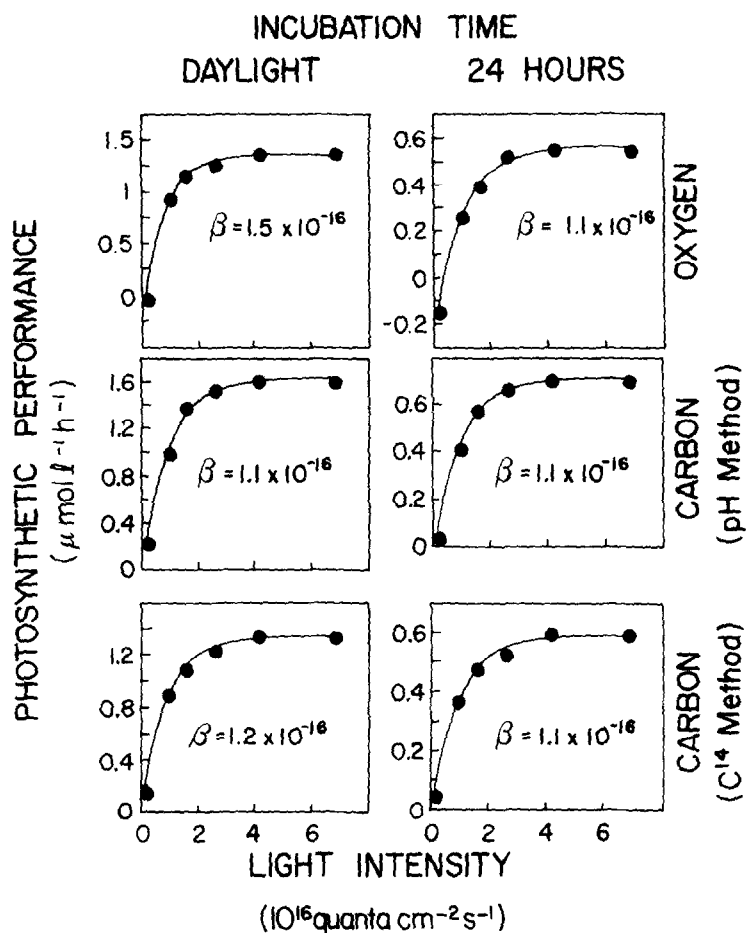 INCUBATION TIME
DAYLIGHT 24 HOURS
PHOTOSYNTHETIC PERFORMANCE
(μ mol l⁻¹ h⁻¹)
1.5
1
0.5
0
β = 1.5 x 10⁻¹⁶
0.6
0.4
0.2
0
-0.2
β = 1.1 x 10⁻¹⁶
OXYGEN
1.6
1.2
0.8
0.4
0
β = 1.1 x 10⁻¹⁶
0.6
0.4
0.2
0
β = 1.1 x 10⁻¹⁶
CARBON
(pH Method)
1.2
0.8
0.4
0
β = 1.2 x 10⁻¹⁶
0 2 4 6
0.6
0.4
0.2
0
β = 1.1 x 10⁻¹⁶
0 2 4 6
CARBON
(C¹⁴ Method)
LIGHT INTENSITY
(10¹⁶ quanta cm⁻² s⁻¹)